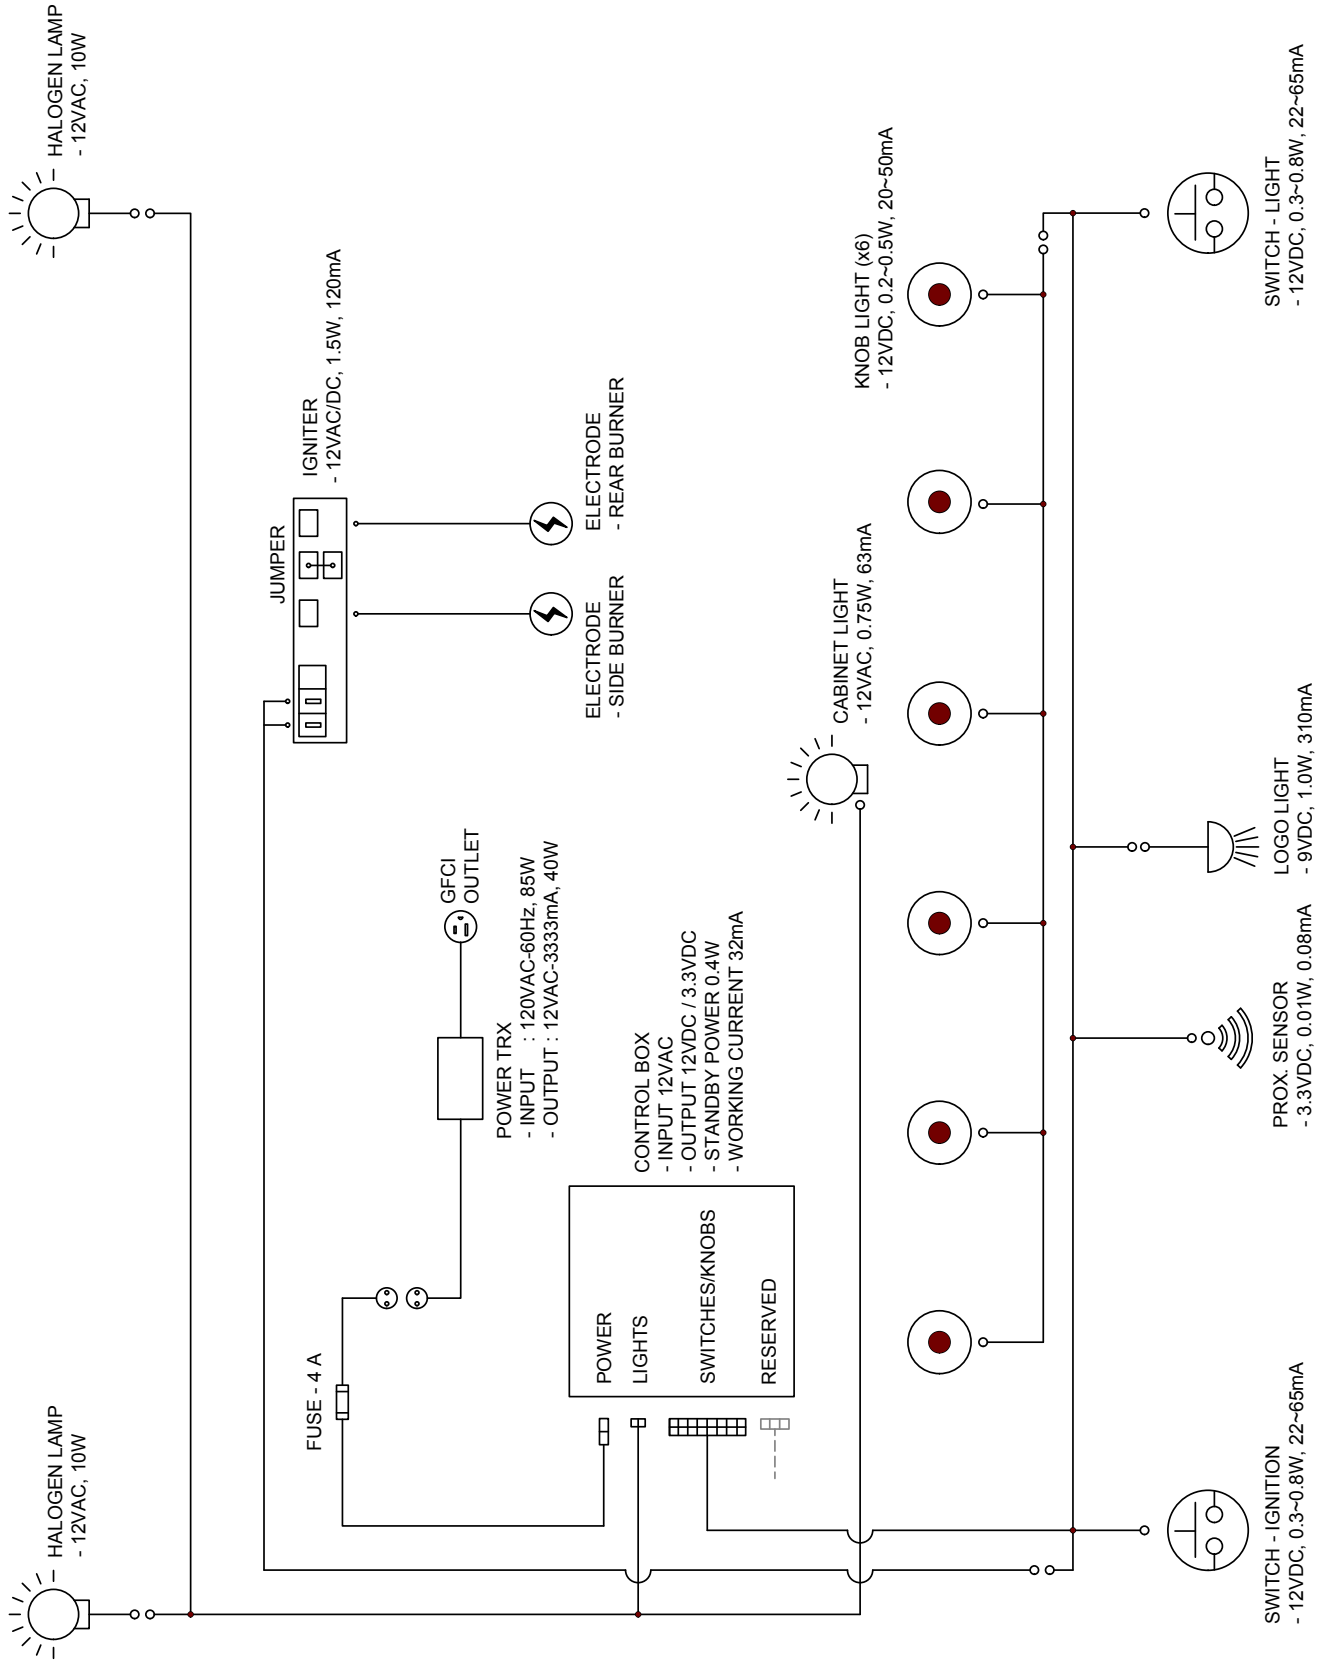 HALOGEN LAMP
- 12VAC, 10W
HALOGEN LAMP
- 12VAC, 10W
FUSE - 4 A
GFCI
OUTLET
POWER TRX
- INPUT : 120VAC-60Hz, 85W
- OUTPUT : 12VAC-3333mA, 40W
JUMPER
IGNITER
- 12VAC/DC, 1.5W, 120mA
ELECTRODE
- SIDE BURNER
ELECTRODE
- REAR BURNER
CONTROL BOX
- INPUT 12VAC
- OUTPUT 12VDC / 3.3VDC
- STANDBY POWER 0.4W
- WORKING CURRENT 32mA
POWER
LIGHTS
SWITCHES/KNOBS
RESERVED
CABINET LIGHT
- 12VAC, 0.75W, 63mA
KNOB LIGHT (x6)
- 12VDC, 0.2~0.5W, 20~50mA
SWITCH - IGNITION
- 12VDC, 0.3~0.8W, 22~65mA
PROX. SENSOR
- 3.3VDC, 0.01W, 0.08mA
LOGO LIGHT
- 9VDC, 1.0W, 310mA
SWITCH - LIGHT
- 12VDC, 0.3~0.8W, 22~65mA